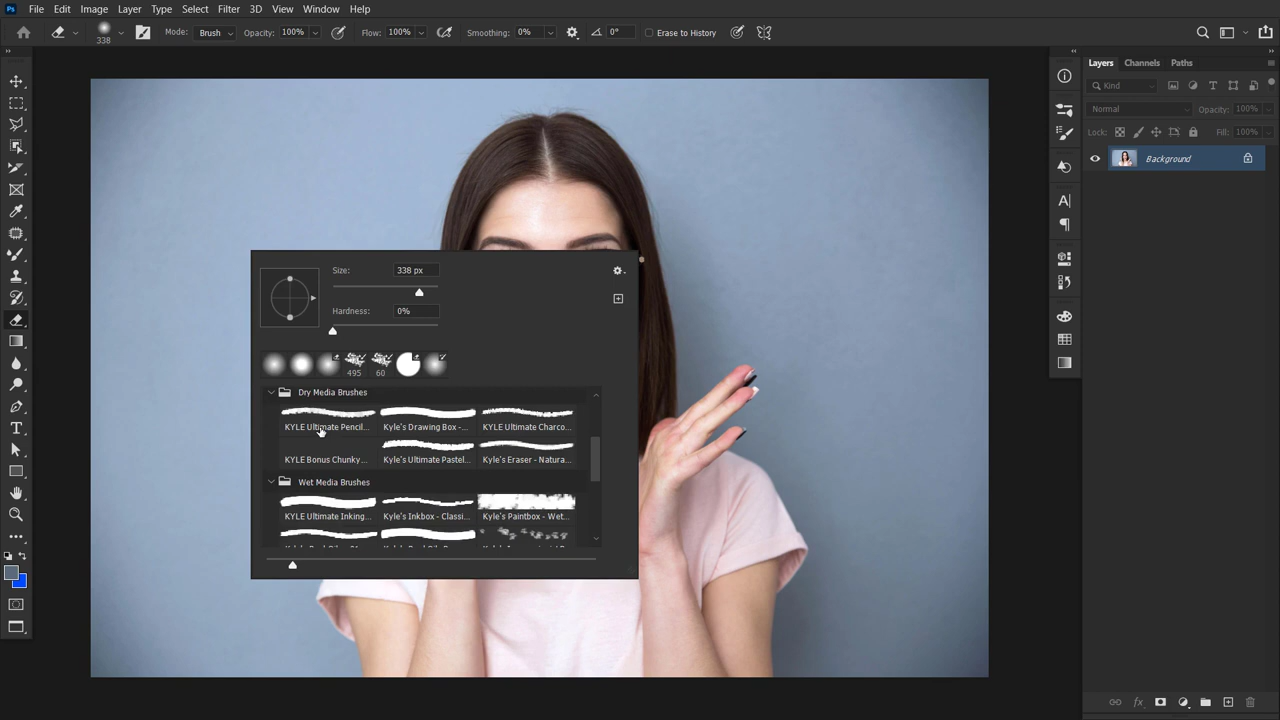 Ps File Edit Image Layer Type Select Filter 3D View Window Help
338 Mode: Brush Opacity: 100% Flow: 100% Smoothing: 0% 0° Erase to History
Layers Channels Paths
Kind
Normal Opacity: 100%
Lock: Fill: 100%
Background
Size: 338 px
Hardness: 0%
495 60
Dry Media Brushes
KYLE Ultimate Pencil... Kyle's Drawing Box -... KYLE Ultimate Charco...
KYLE Bonus Chunky... Kyle's Ultimate Pastel... Kyle's Eraser - Natura...
Wet Media Brushes
KYLE Ultimate Inking... Kyle's Inkbox - Classi... Kyle's Paintbox - Wet...